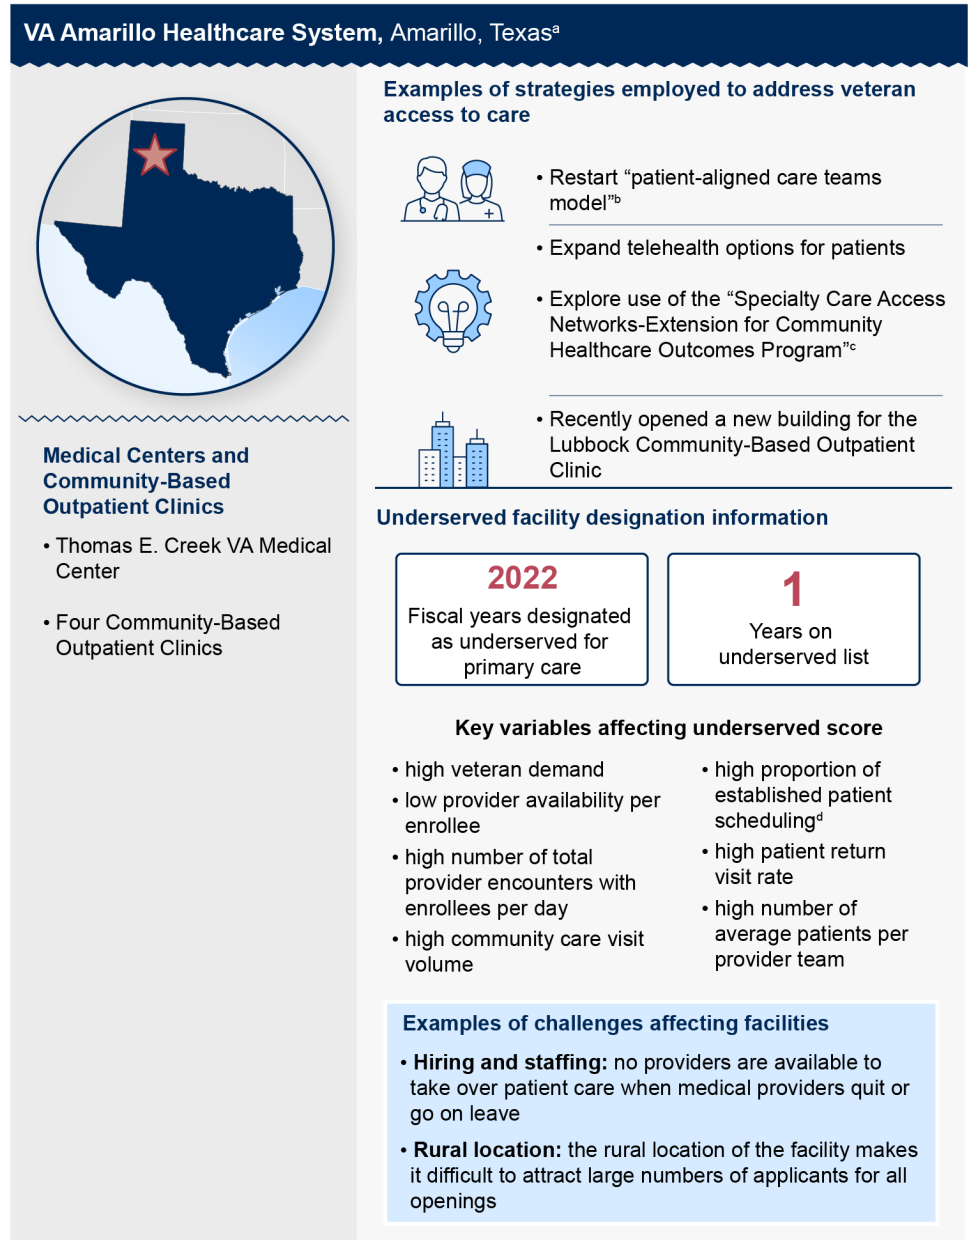 VA Amarillo Healthcare System, Amarillo, Texasᵃ
Medical Centers and
Community-Based
Outpatient Clinics
• Thomas E. Creek VA Medical
Center
• Four Community-Based
Outpatient Clinics
Examples of strategies employed to address veteran
access to care
• Restart “patient-aligned care teams
model”ᵇ
• Expand telehealth options for patients
• Explore use of the “Specialty Care Access
Networks-Extension for Community
Healthcare Outcomes Program”ᶜ
• Recently opened a new building for the
Lubbock Community-Based Outpatient
Clinic
Underserved facility designation information
2022
Fiscal years designated
as underserved for
primary care
1
Years on
underserved list
Key variables affecting underserved score
• high veteran demand
• low provider availability per
enrollee
• high number of total
provider encounters with
enrollees per day
• high community care visit
volume
• high proportion of
established patient
schedulingᵈ
• high patient return
visit rate
• high number of
average patients per
provider team
Examples of challenges affecting facilities
• Hiring and staffing: no providers are available to
take over patient care when medical providers quit or
go on leave
• Rural location: the rural location of the facility makes
it difficult to attract large numbers of applicants for all
openings